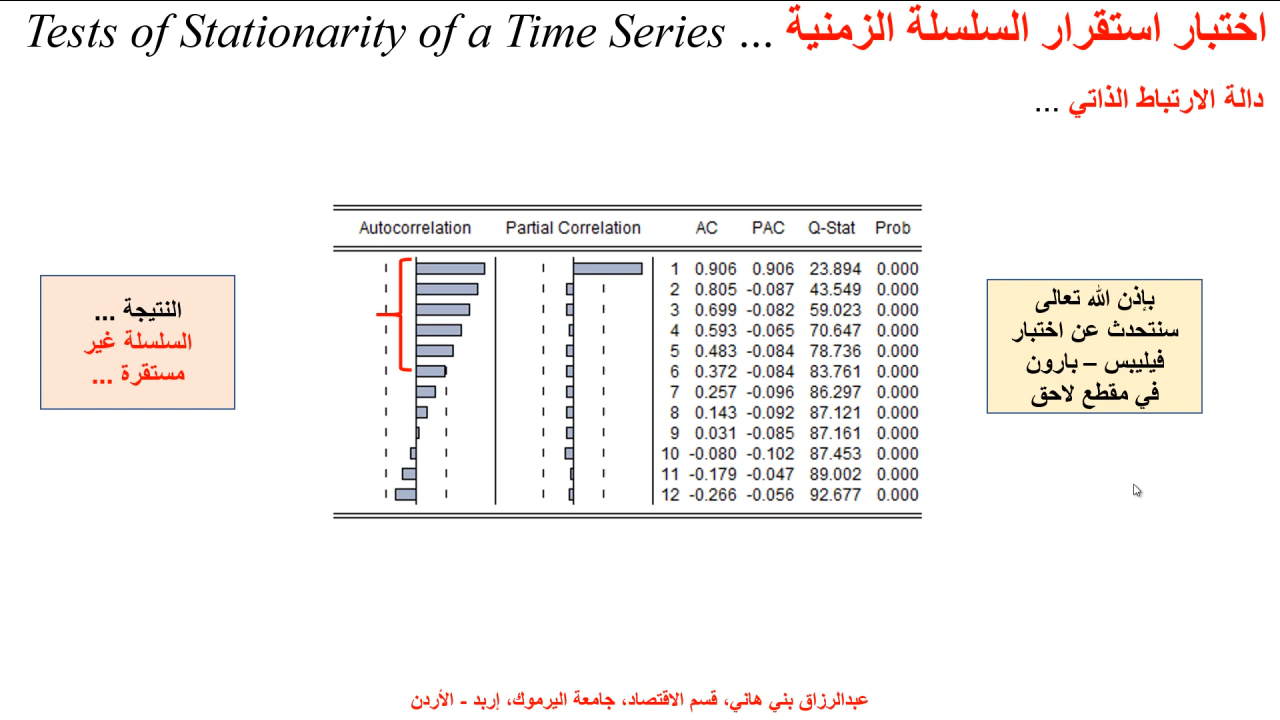 Tests of Stationarity of a Time Series ... اختبار استقرار السلسلة الزمنية
دالة الارتباط الذاتي ...
Autocorrelation Partial Correlation AC PAC Q-Stat Prob
1 0.906 0.906 23.894 0.000
2 0.805 -0.087 43.549 0.000
3 0.699 -0.082 59.023 0.000
4 0.593 -0.065 70.647 0.000
5 0.483 -0.084 78.736 0.000
6 0.372 -0.084 83.761 0.000
7 0.257 -0.096 86.297 0.000
8 0.143 -0.092 87.121 0.000
9 0.031 -0.085 87.161 0.000
10 -0.080 -0.102 87.453 0.000
11 -0.179 -0.047 89.002 0.000
12 -0.266 -0.056 92.677 0.000
بإذن الله تعالى
سنتحدث عن اختبار
فيليبس – بارون
في مقطع لاحق
النتيجة ...
السلسلة غير
مستقرة ...
عبدالرزاق بني هاني، قسم الاقتصاد، جامعة اليرموك، إربد - الأردن